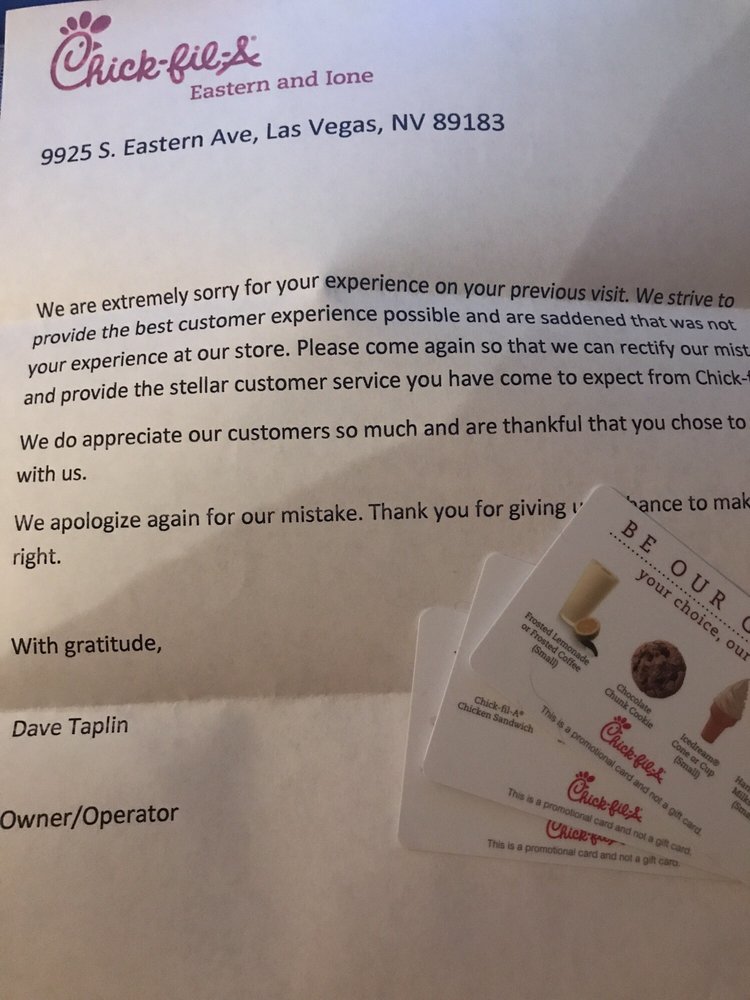 Chick-fil-A®
Eastern and Ione
9925 S. Eastern Ave, Las Vegas, NV 89183
We are extremely sorry for your experience on your previous visit. We strive to
provide the best customer experience possible and are saddened that was not
your experience at our store. Please come again so that we can rectify our
and provide the stellar customer service you have come to expect from
We do appreciate our customers so much and are thankful that you chose to
with us.
We apologize again for our mistake. Thank you for giving to
right.
With gratitude,
Dave Taplin
Owner/Operator
BE OUR
your choice, our
Frosted Lemonade
or Frosted Coffee
(Small)
Chocolate
Chunk Cookie
Icedream®
Cone or Cup
(Small)
Chick-fil-A
This is a promotional card and not a gift card.
Chick-fil-A®
Chicken Sandwich
Chick-fil-A
This is a promotional card and not a gift card.
This is a promotional card and not a gift card.